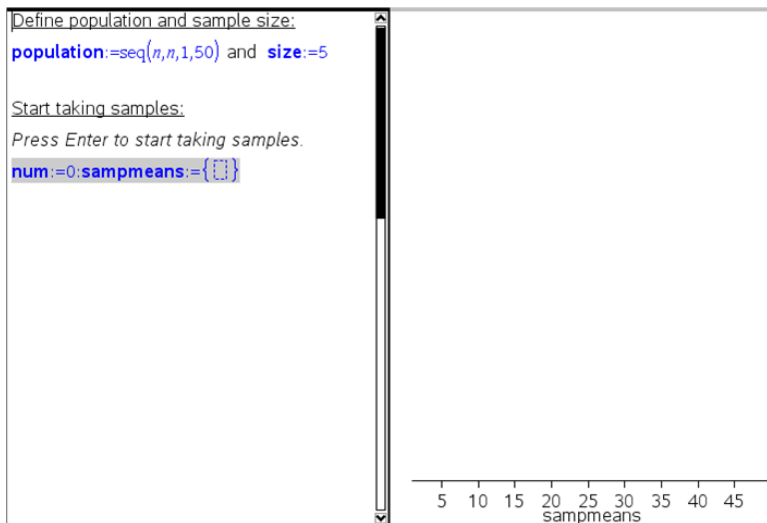 Define population and sample size:
population:=seq(n,n,1,50) and size:=5
Start taking samples:
Press Enter to start taking samples.
num:=0:sampmeans:={⬚}
5 10 15 20 25 30 35 40 45
sampmeans